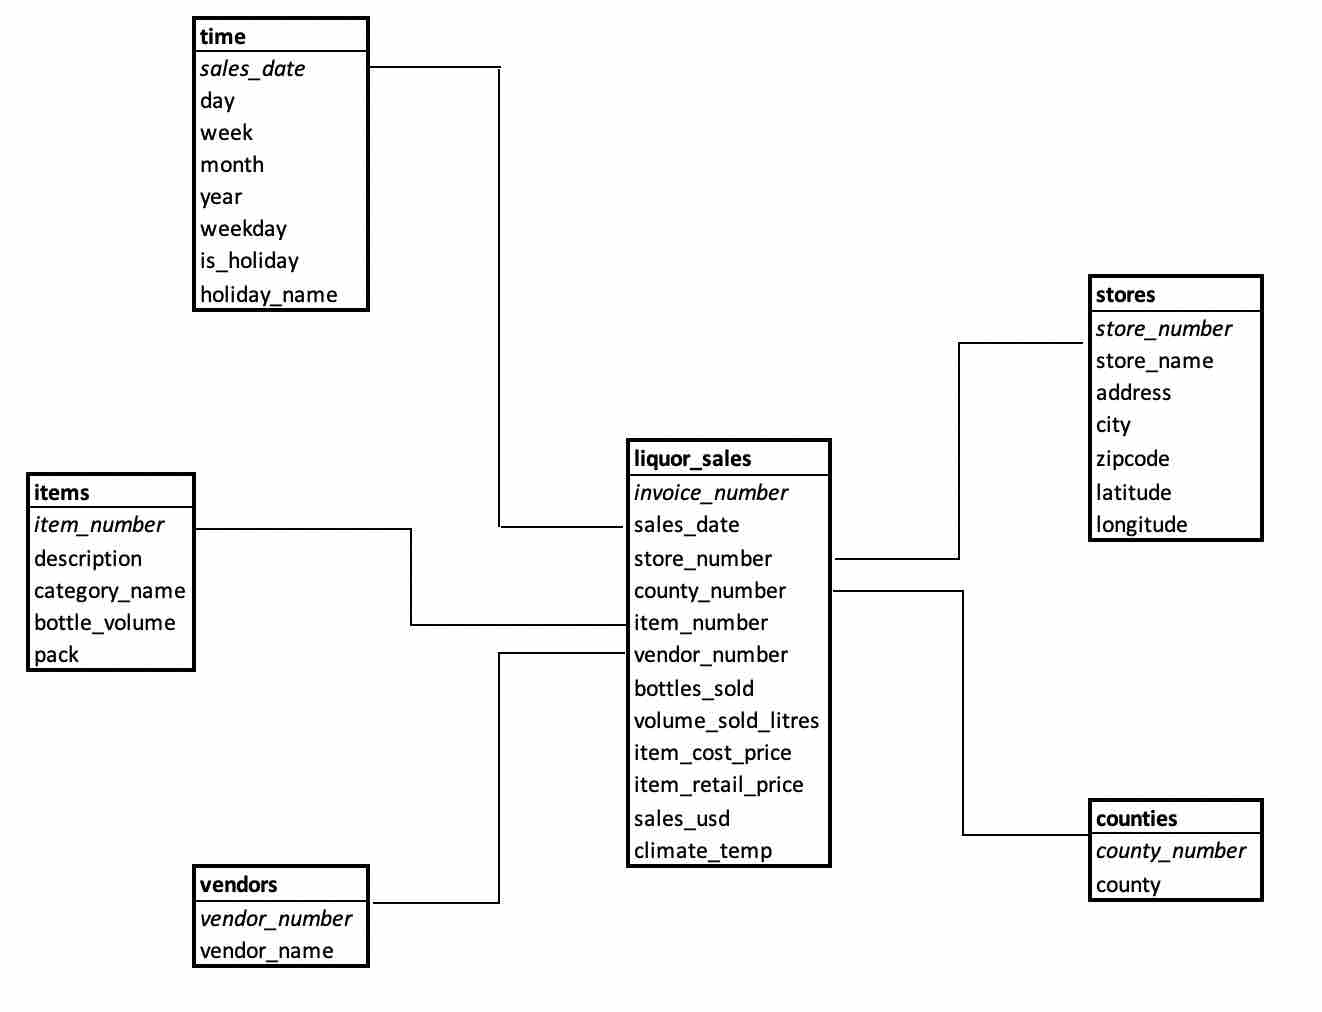 time
sales_date
day
week
month
year
weekday
is_holiday
holiday_name
stores
store_number
store_name
address
city
zipcode
latitude
longitude
liquor_sales
invoice_number
sales_date
store_number
county_number
item_number
vendor_number
bottles_sold
volume_sold_litres
item_cost_price
item_retail_price
sales_usd
climate_temp
items
item_number
description
category_name
bottle_volume
pack
counties
county_number
county
vendors
vendor_number
vendor_name